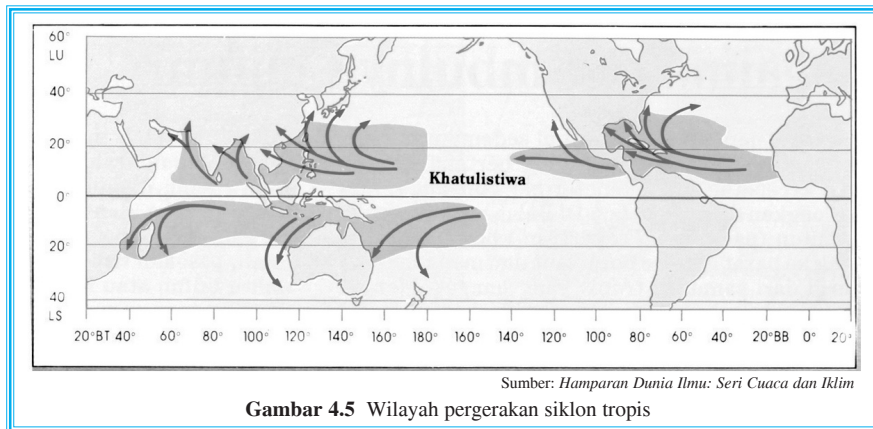 60°
LU
40°
20°
0°
20°
40
LS
Khatulistiwa
20°BT 40° 60° 80° 100° 120° 140° 160° 180° 160° 140° 120° 100° 80° 60° 40° 20°BB 0° 20°
Sumber: Hamparan Dunia Ilmu: Seri Cuaca dan Iklim
Gambar 4.5 Wilayah pergerakan siklon tropis